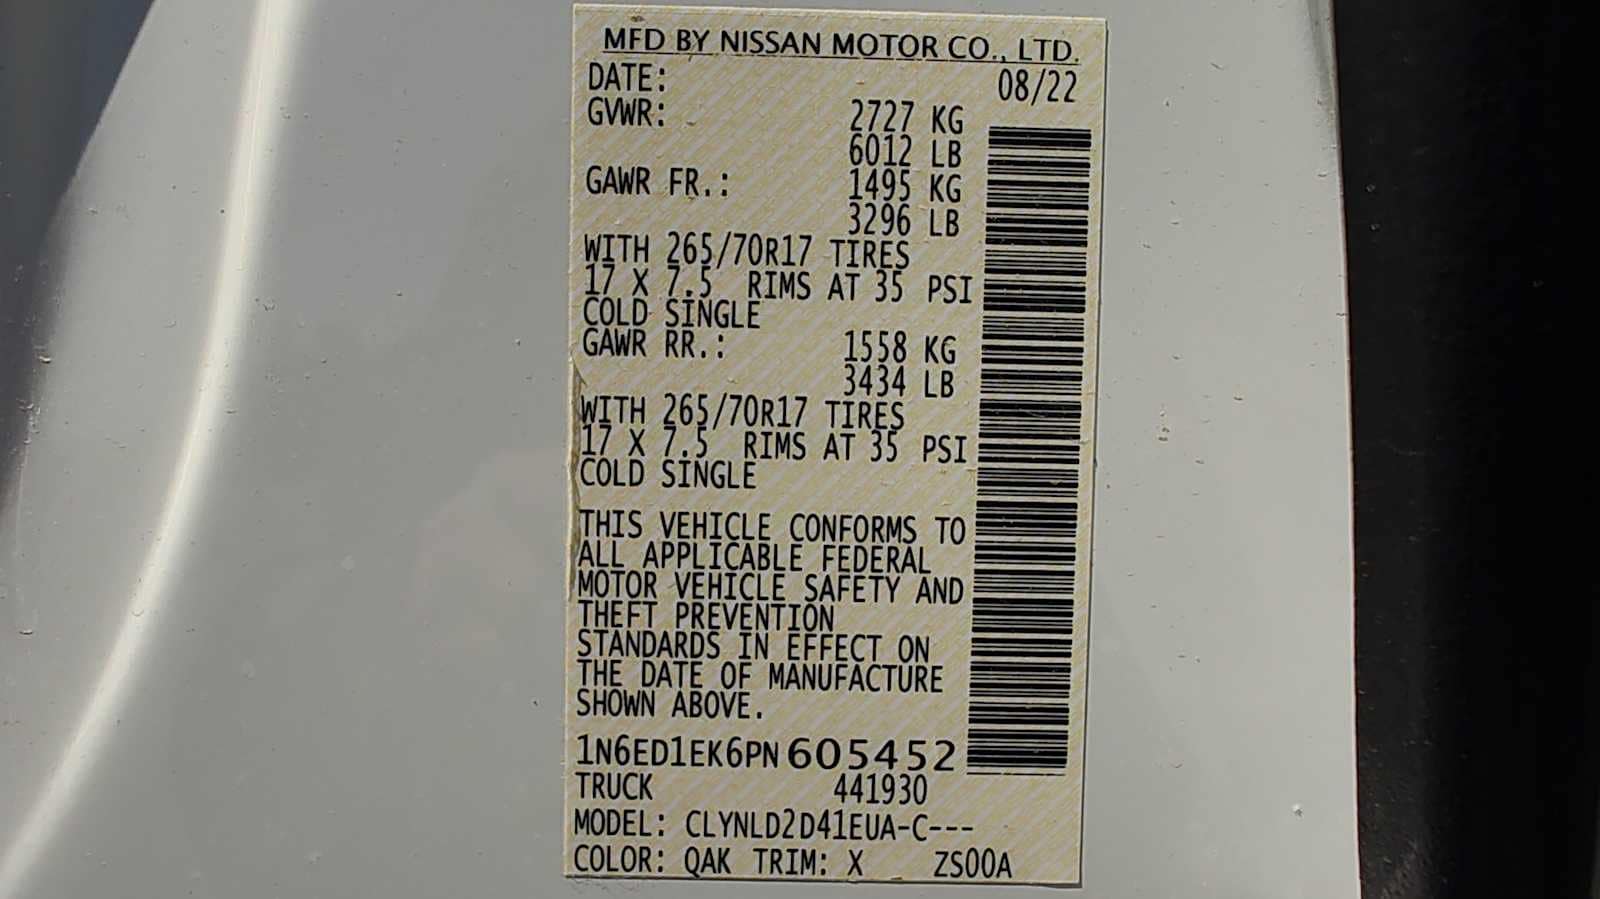 MFD BY NISSAN MOTOR CO., LTD.
DATE: 08/22
GVWR: 2727 KG
6012 LB
GAWR FR.: 1495 KG
3296 LB
WITH 265/70R17 TIRES
17 X 7.5 RIMS AT 35 PSI
COLD SINGLE
GAWR RR.: 1558 KG
3434 LB
WITH 265/70R17 TIRES
17 X 7.5 RIMS AT 35 PSI
COLD SINGLE
THIS VEHICLE CONFORMS TO
ALL APPLICABLE FEDERAL
MOTOR VEHICLE SAFETY AND
THEFT PREVENTION
STANDARDS IN EFFECT ON
THE DATE OF MANUFACTURE
SHOWN ABOVE.
1N6ED1EK6PN605452
TRUCK 441930
MODEL: CLYNLD2D41EUA-C---
COLOR: QAK TRIM: X ZS00A